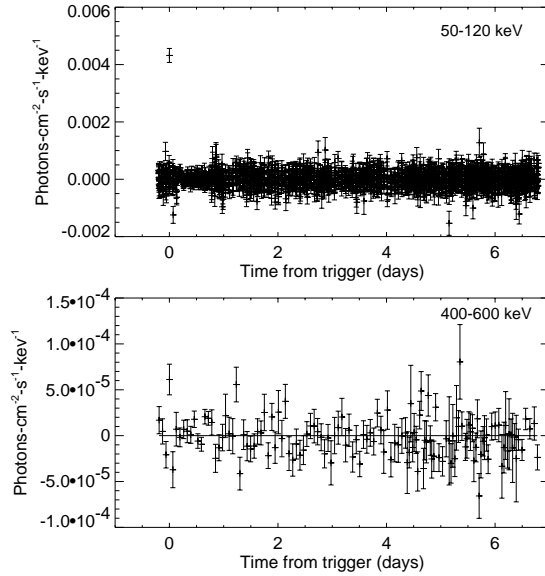 50-120 keV
Photons-cm-2-s-1-keV-1
0.006
0.004
0.002
0.000
-0.002
0 2 4 6
Time from trigger (days)
400-600 keV
Photons-cm-2-s-1-keV-1
1.5•10-4
1.0•10-4
5.0•10-5
0
-5.0•10-5
-1.0•10-4
0 2 4 6
Time from trigger (days)